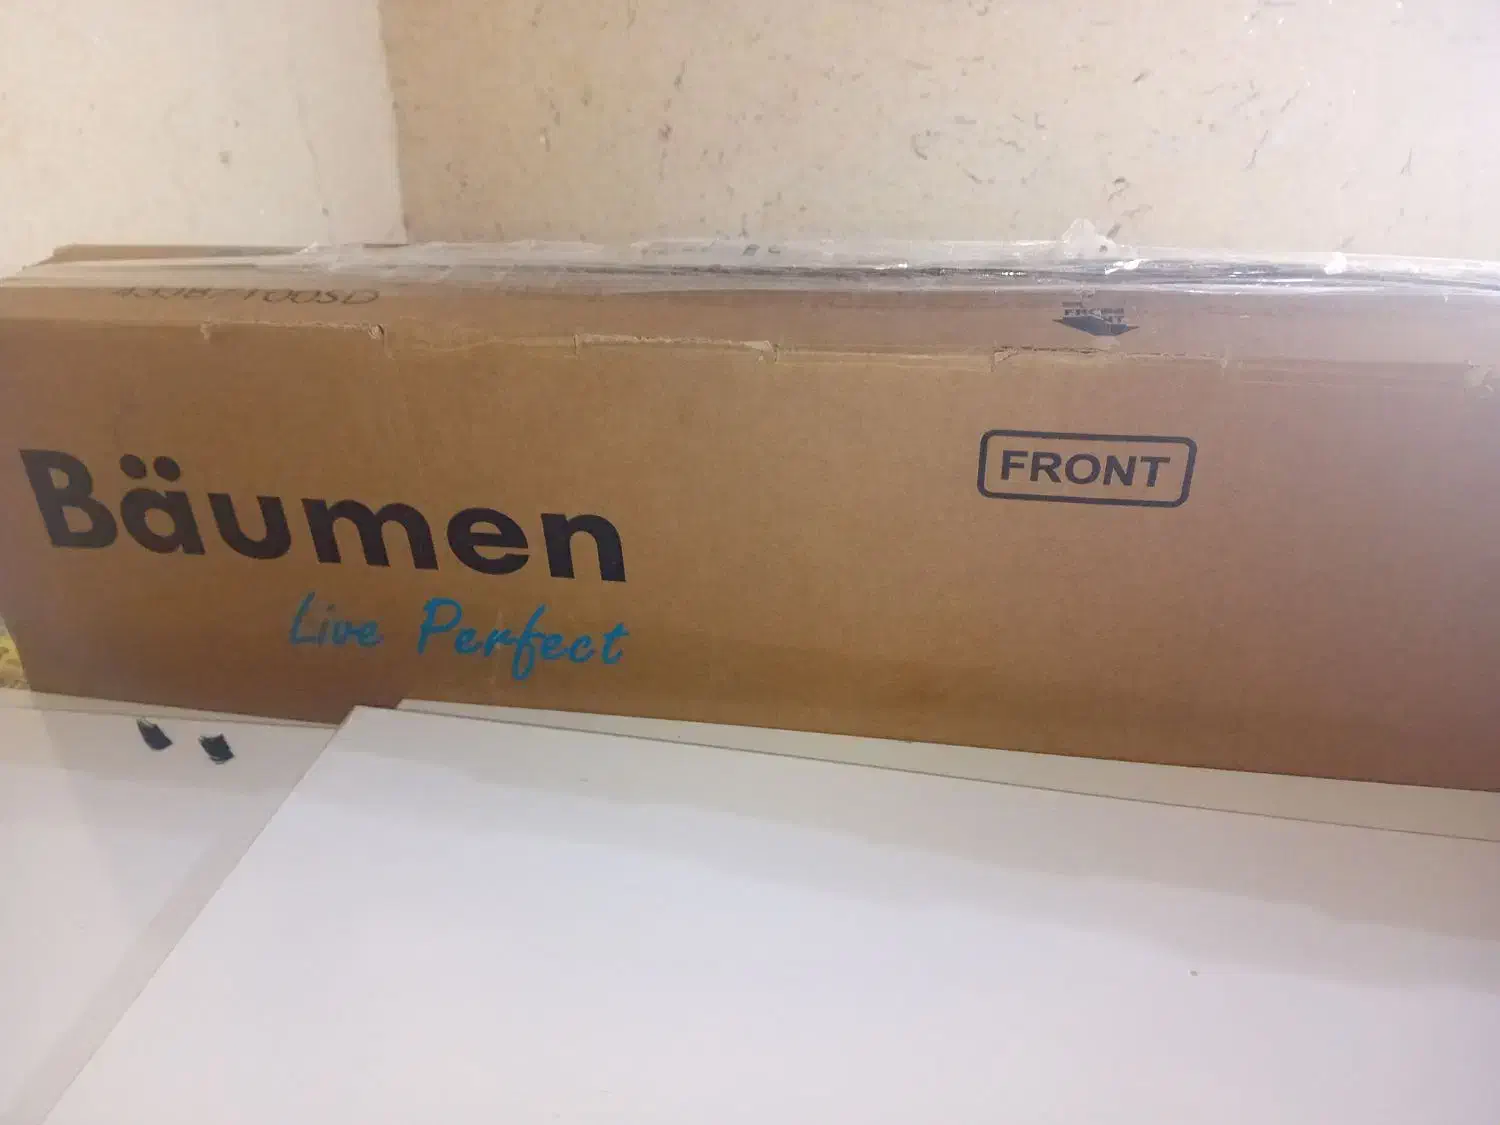 Bäumen
Live Perfect
FRONT